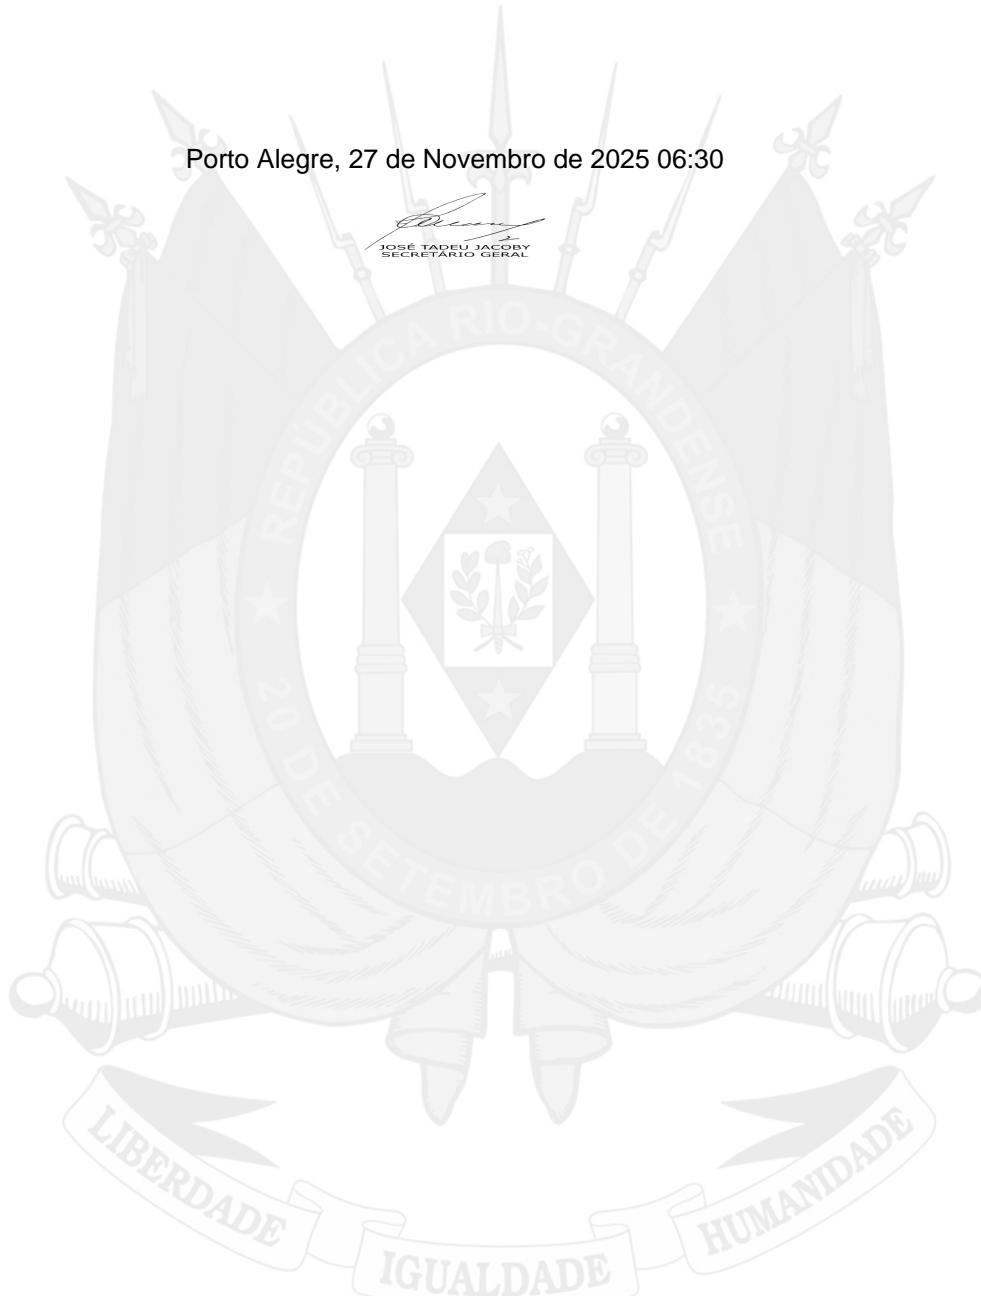 Porto Alegre, 27 de Novembro de 2025 06:30
JOSÉ TADEU JACOBY
SECRETÁRIO GERAL
REPÚBLICA RIO-GRANDENSE
20 DE SETEMBRO DE 1835
LIBERDADE
IGUALDADE
HUMANIDADE